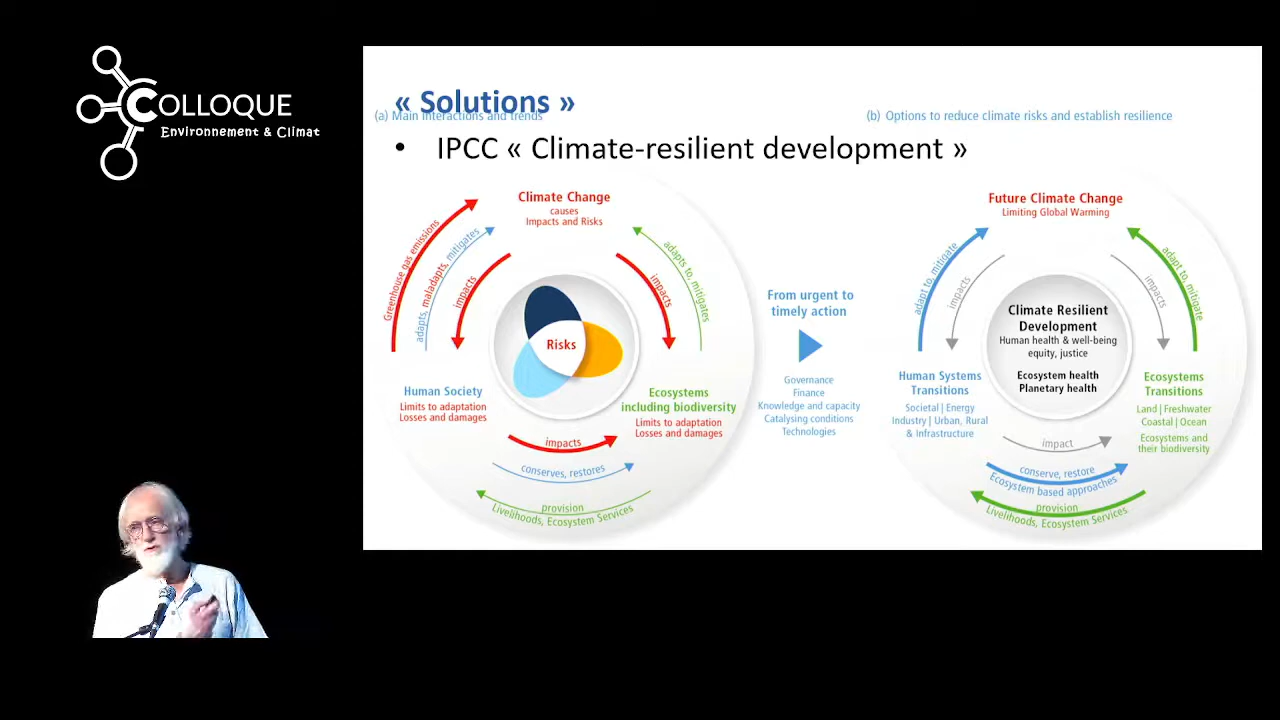 COLLOQUE
Environnement & Climat
« Solutions »
(a) Main interactions and trends
(b) Options to reduce climate risks and establish resilience
• IPCC « Climate-resilient development »
Climate Change
causes
Impacts and Risks
Greenhouse gas emissions
adapts, maladapts, mitigates
impacts
impacts
adapts to, mitigates
Risks
Human Society
Limits to adaptation
Losses and damages
Ecosystems
including biodiversity
Limits to adaptation
Losses and damages
impacts
conserves, restores
provision
Livelihoods, Ecosystem Services
From urgent to
timely action
Governance
Finance
Knowledge and capacity
Catalysing conditions
Technologies
Future Climate Change
Limiting Global Warming
adapt to, mitigate
impacts
impacts
adapt to, mitigate
Climate Resilient
Development
Human health & well-being
equity, justice
Ecosystem health
Planetary health
Human Systems
Transitions
Societal | Energy
Industry | Urban, Rural
& Infrastructure
Ecosystems
Transitions
Land | Freshwater
Coastal | Ocean
Ecosystems and
their biodiversity
impact
conserve, restore
Ecosystem based approaches
provision
Livelihoods, Ecosystem Services